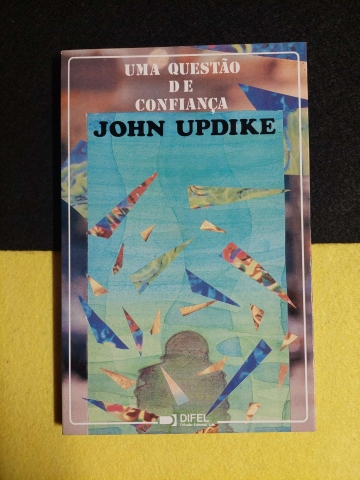 UMA QUESTÃO
DE
CONFIANÇA
JOHN UPDIKE
DIFEL